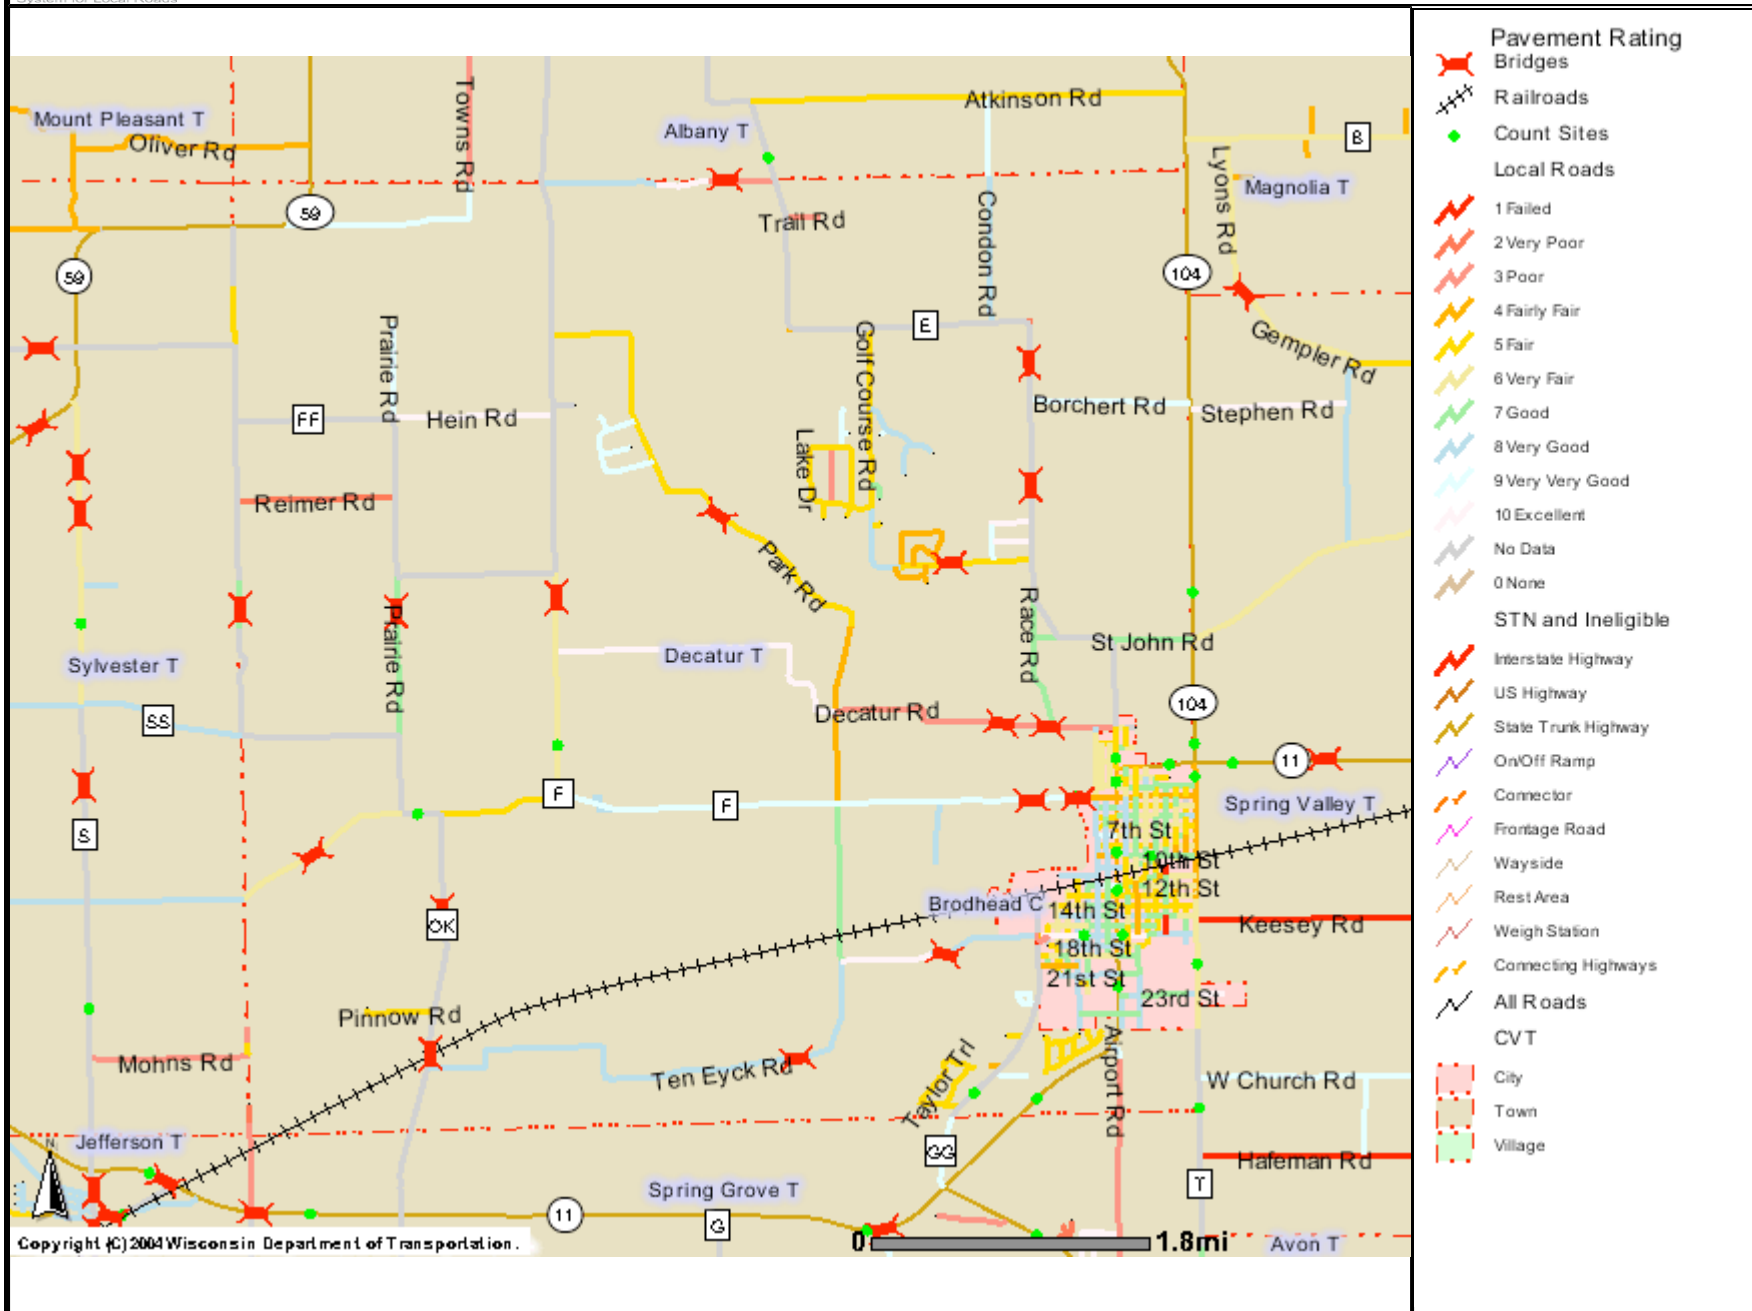 System for Local Roads
Mount Pleasant T
Oliver Rd
Towns Rd
Albany T
Atkinson Rd
B
Lyons Rd
Magnolia T
59
Trail Rd
Condon Rd
59
104
E
Prairie Rd
Golf Course Rd
Gempler Rd
FF
Hein Rd
Borchert Rd
Stephen Rd
Lake Dr
Reimer Rd
Park Rd
Prairie Rd
Race Rd
St John Rd
Sylvester T
Decatur T
SS
Decatur Rd
104
11
F
F
Spring Valley T
S
7th St
10th St
12th St
Brodhead C
14th St
OK
Keesey Rd
18th St
21st St
23rd St
Pinnow Rd
Mohns Rd
Ten Eyck Rd
Taylor Trl
Airport Rd
W Church Rd
N
Jefferson T
GG
Hafeman Rd
T
Spring Grove T
11
G
Copyright (C) 2004 Wisconsin Department of Transportation.
0
1.8mi
Avon T
Pavement Rating
Bridges
Railroads
Count Sites
Local Roads
1 Failed
2 Very Poor
3 Poor
4 Fairly Fair
5 Fair
6 Very Fair
7 Good
8 Very Good
9 Very Very Good
10 Excellent
No Data
0 None
STN and Ineligible
Interstate Highway
US Highway
State Trunk Highway
On/Off Ramp
Connector
Frontage Road
Wayside
Rest Area
Weigh Station
Connecting Highways
All Roads
CVT
City
Town
Village